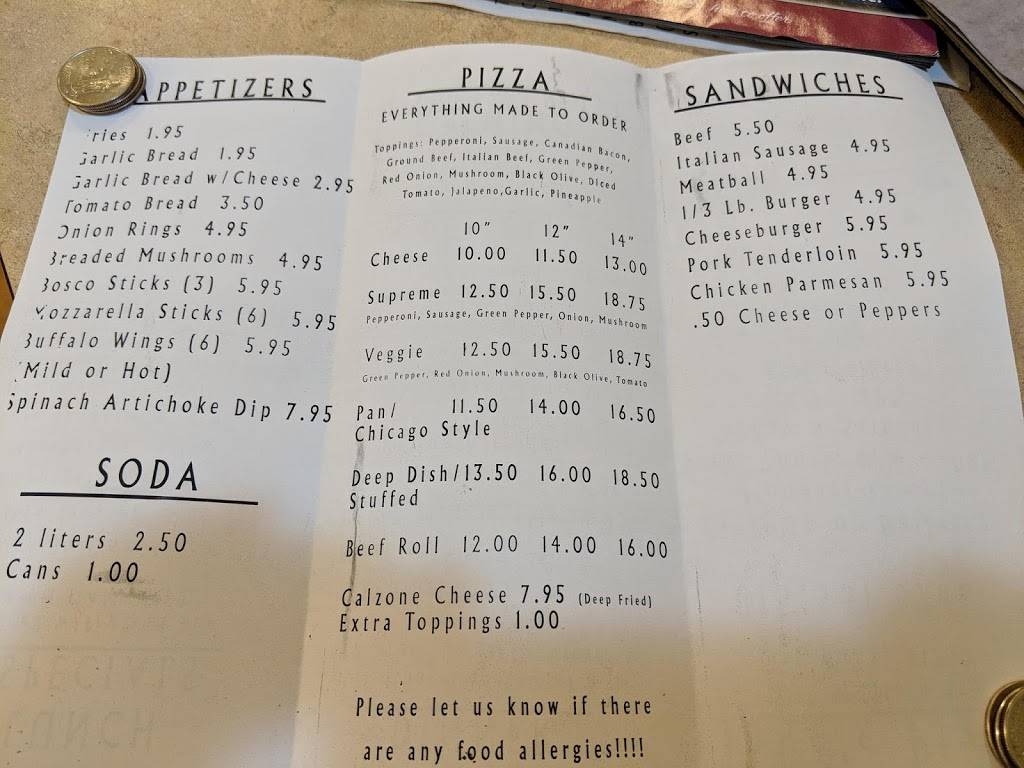 APPETIZERS
Fries 1.95
Garlic Bread 1.95
Garlic Bread w/Cheese 2.95
Tomato Bread 3.50
Onion Rings 4.95
Breaded Mushrooms 4.95
Bosco Sticks (3) 5.95
Mozzarella Sticks (6) 5.95
Buffalo Wings (6) 5.95
(Mild or Hot)
Spinach Artichoke Dip 7.95
SODA
2 liters 2.50
Cans 1.00
PIZZA
EVERYTHING MADE TO ORDER
Toppings: Pepperoni, Sausage, Canadian Bacon,
Ground Beef, Italian Beef, Green Pepper,
Red Onion, Mushroom, Black Olive, Diced
Tomato, Jalapeno,Garlic, Pineapple
10" 12" 14"
Cheese 10.00 11.50 13.00
Supreme 12.50 15.50 18.75
Pepperoni, Sausage, Green Pepper, Onion, Mushroom
Veggie 12.50 15.50 18.75
Green Pepper, Red Onion, Mushroom, Black Olive, Tomato
Pan/ 11.50 14.00 16.50
Chicago Style
Deep Dish/13.50 16.00 18.50
Stuffed
Beef Roll 12.00 14.00 16.00
Calzone Cheese 7.95 (Deep Fried)
Extra Toppings 1.00
Please let us know if there
are any food allergies!!!!
SANDWICHES
Beef 5.50
Italian Sausage 4.95
Meatball 4.95
1/3 Lb. Burger 4.95
Cheeseburger 5.95
Pork Tenderloin 5.95
Chicken Parmesan 5.95
.50 Cheese or Peppers